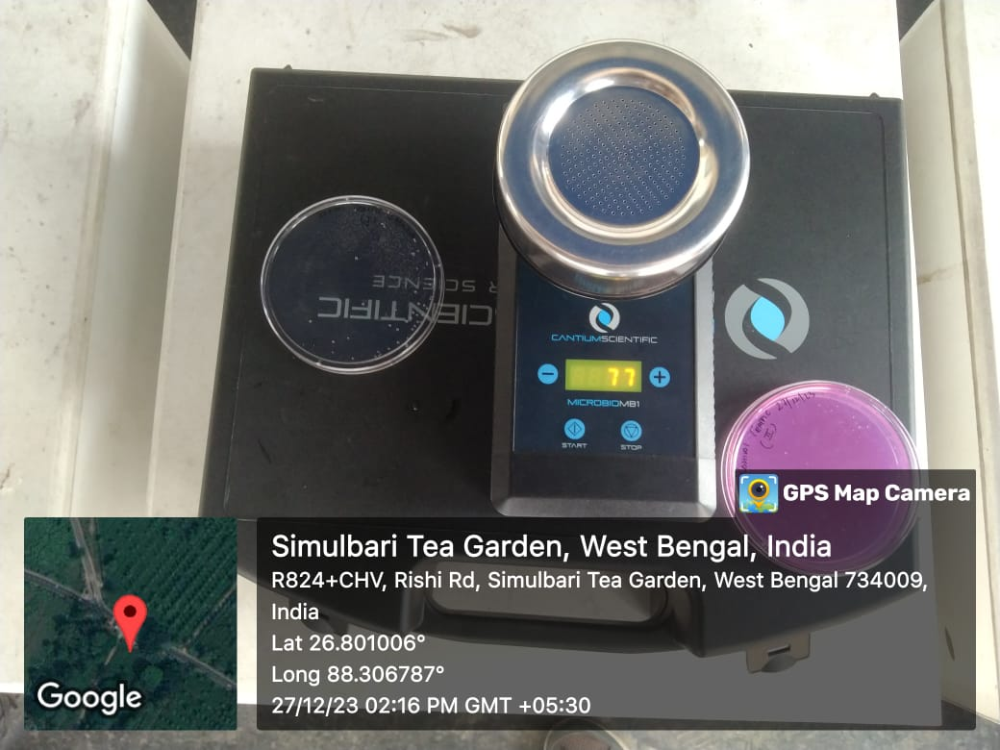 R SCIENCE
CIENTIFIC
CANTIUMSCIENTIFIC
77
MICROBIOMB1
START
STOP
(II)
GPS Map Camera
Simulbari Tea Garden, West Bengal, India
R824+CHV, Rishi Rd, Simulbari Tea Garden, West Bengal 734009,
India
Lat 26.801006°
Long 88.306787°
27/12/23 02:16 PM GMT +05:30
Google